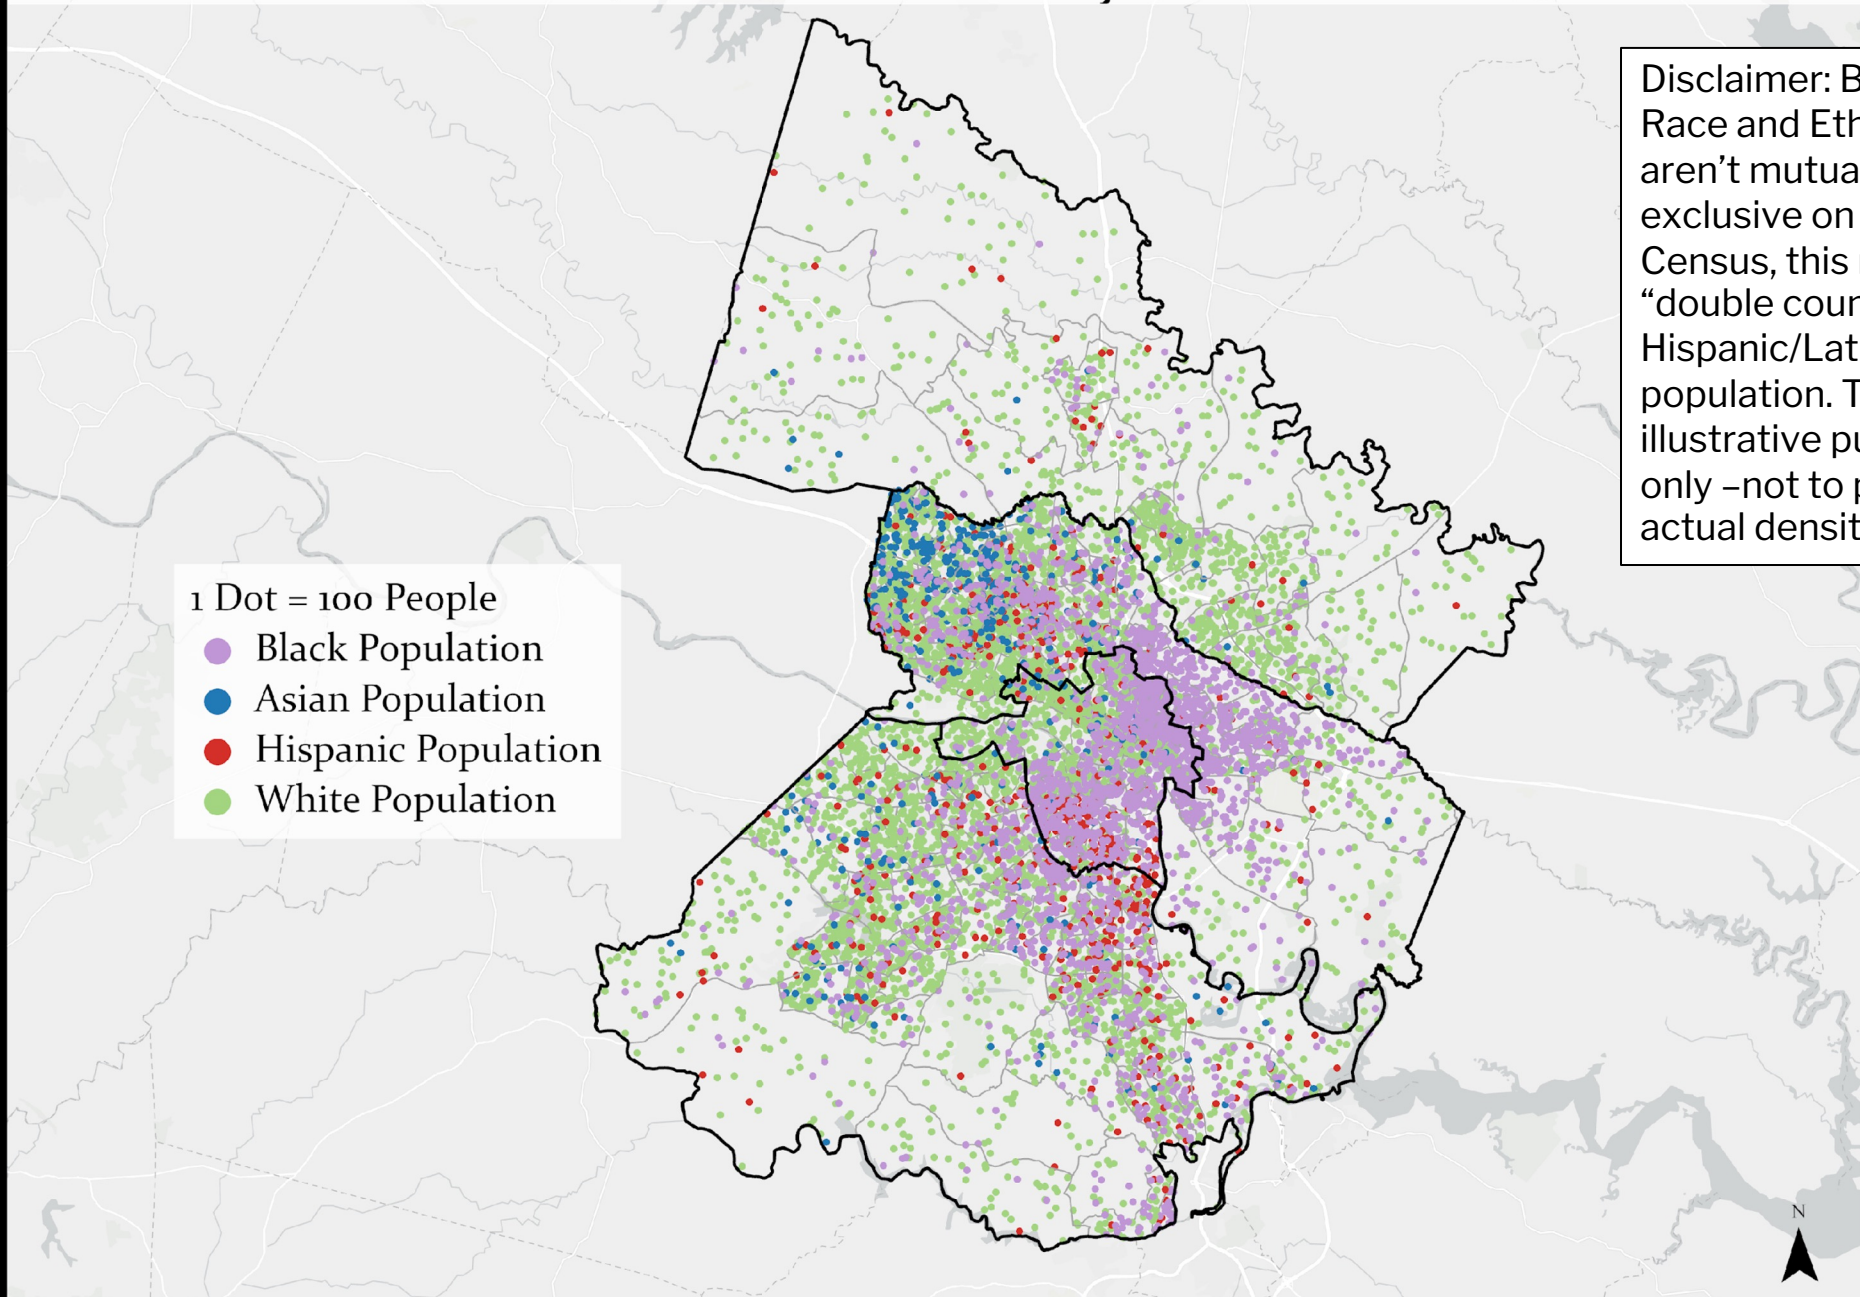 Disclaimer: B
Race and Eth
aren’t mutua
exclusive on
Census, this
“double cour
Hispanic/Lat
population. T
illustrative pu
only –not to p
actual densit
1 Dot = 100 People
Black Population
Asian Population
Hispanic Population
White Population
N